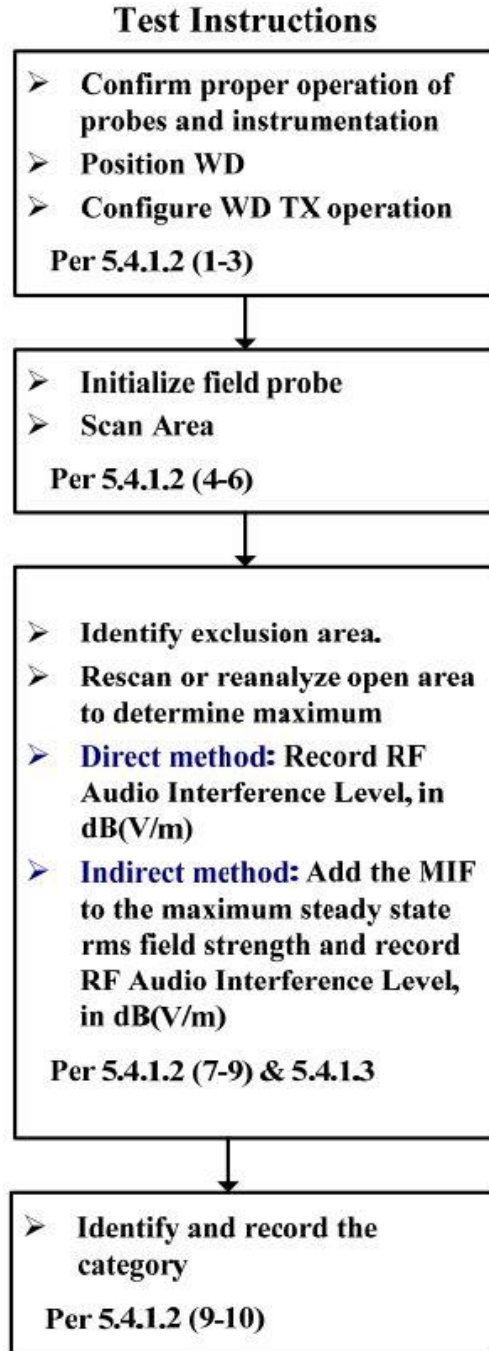 Test Instructions
➢ Confirm proper operation of
probes and instrumentation
➢ Position WD
➢ Configure WD TX operation
Per 5.4.1.2 (1-3)
➢ Initialize field probe
➢ Scan Area
Per 5.4.1.2 (4-6)
➢ Identify exclusion area.
➢ Rescan or reanalyze open area
to determine maximum
➢ Direct method: Record RF
Audio Interference Level, in
dB(V/m)
➢ Indirect method: Add the MIF
to the maximum steady state
rms field strength and record
RF Audio Interference Level,
in dB(V/m)
Per 5.4.1.2 (7-9) & 5.4.1.3
➢ Identify and record the
category
Per 5.4.1.2 (9-10)